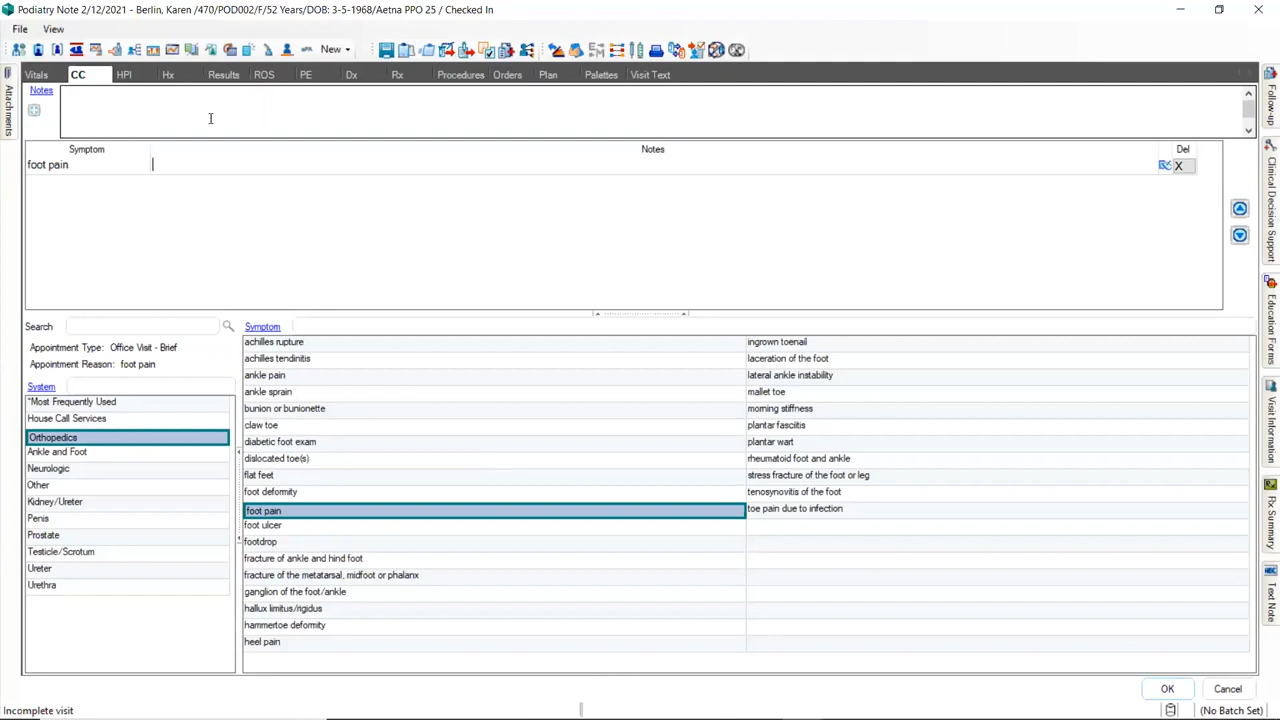 Podiatry Note 2/12/2021 - Berlin, Karen /470/POD002/F/52 Years/DOB: 3-5-1968/Aetna PPO 25 / Checked In
File View
New
Vitals CC HPI Hx Results ROS PE Dx Rx Procedures Orders Plan Palettes Visit Text
Attachments
Notes
Symptom Notes Del
foot pain X
Follow-up
Clinical Decision Support
Education Forms
Visit Information
Rx Summary
Text Note
Search
Appointment Type: Office Visit - Brief
Appointment Reason: foot pain
System
*Most Frequently Used
House Call Services
Orthopedics
Ankle and Foot
Neurologic
Other
Kidney/Ureter
Penis
Prostate
Testicle/Scrotum
Ureter
Urethra
Symptom
achilles rupture
achilles tendinitis
ankle pain
ankle sprain
bunion or bunionette
claw toe
diabetic foot exam
dislocated toe(s)
flat feet
foot deformity
foot pain
foot ulcer
footdrop
fracture of ankle and hind foot
fracture of the metatarsal, midfoot or phalanx
ganglion of the foot/ankle
hallux limitus/rigidus
hammertoe deformity
heel pain
ingrown toenail
laceration of the foot
lateral ankle instability
mallet toe
morning stiffness
plantar fasciitis
plantar wart
rheumatoid foot and ankle
stress fracture of the foot or leg
tenosynovitis of the foot
toe pain due to infection
OK Cancel
Incomplete visit (No Batch Set)